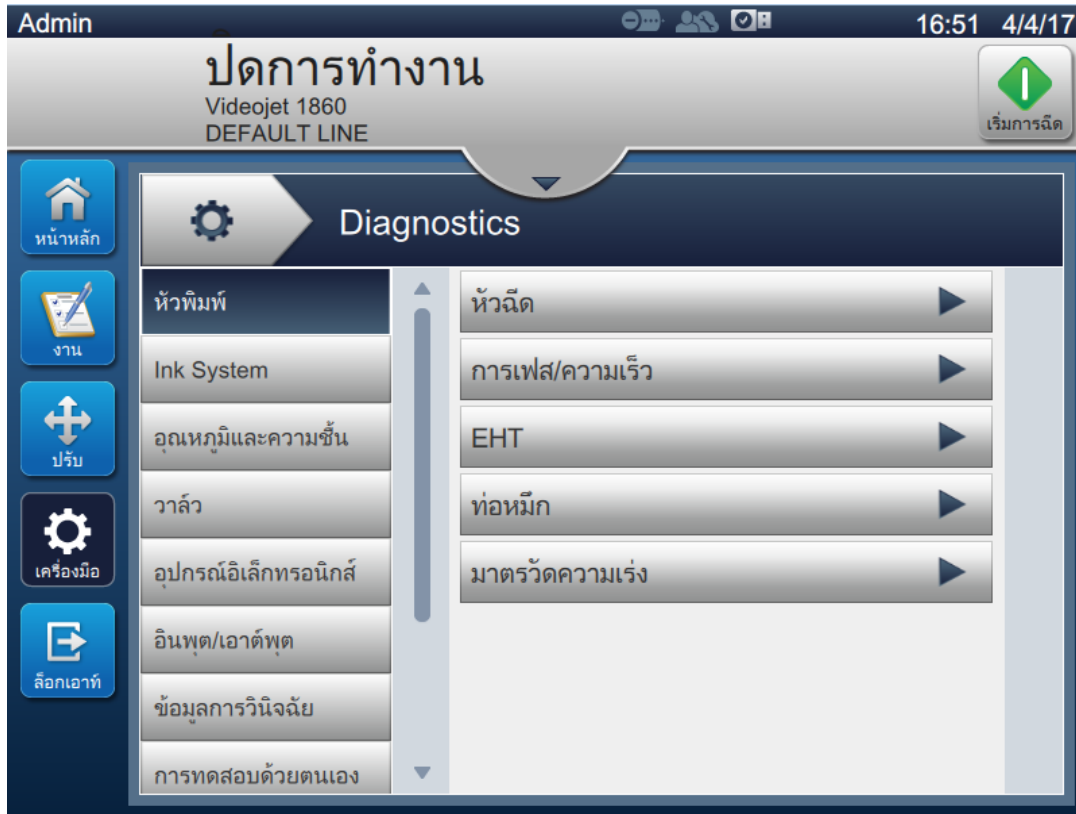 Admin
16:51 4/4/17
ปิดการทำงาน
Videojet 1860
DEFAULT LINE
เริ่มการฉีด
หน้าหลัก
งาน
ปรับ
เครื่องมือ
ล็อกเอาท์
Diagnostics
หัวพิมพ์
Ink System
อุณหภูมิและความชื้น
วาล์ว
อุปกรณ์อิเล็กทรอนิกส์
อินพุต/เอาต์พุต
ข้อมูลการวินิจฉัย
การทดสอบด้วยตนเอง
หัวฉีด
การเฟส/ความเร็ว
EHT
ท่อหมึก
มาตรวัดความเร่ง